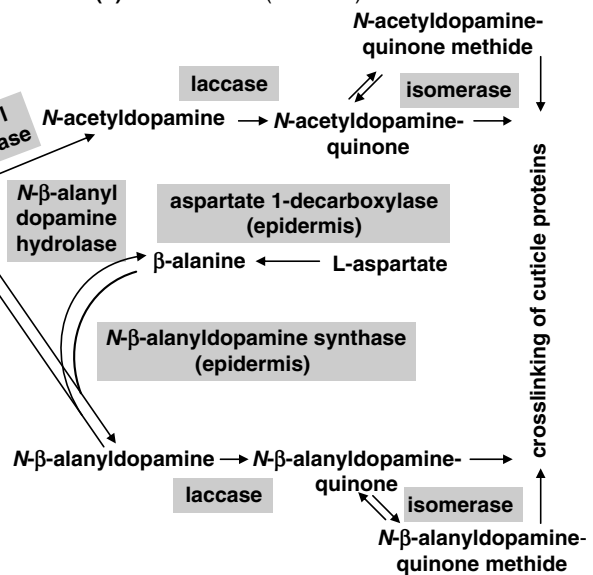 N-acetyldopamine-
quinone methide
laccase
isomerase
N-acetyldopamine
N-acetyldopamine-
quinone
N-β-alanyl
dopamine
hydrolase
aspartate 1-decarboxylase
(epidermis)
β-alanine
L-aspartate
N-β-alanyldopamine synthase
(epidermis)
crosslinking of cuticle proteins
N-β-alanyldopamine
N-β-alanyldopamine-
quinone
laccase
isomerase
N-β-alanyldopamine-
quinone methide